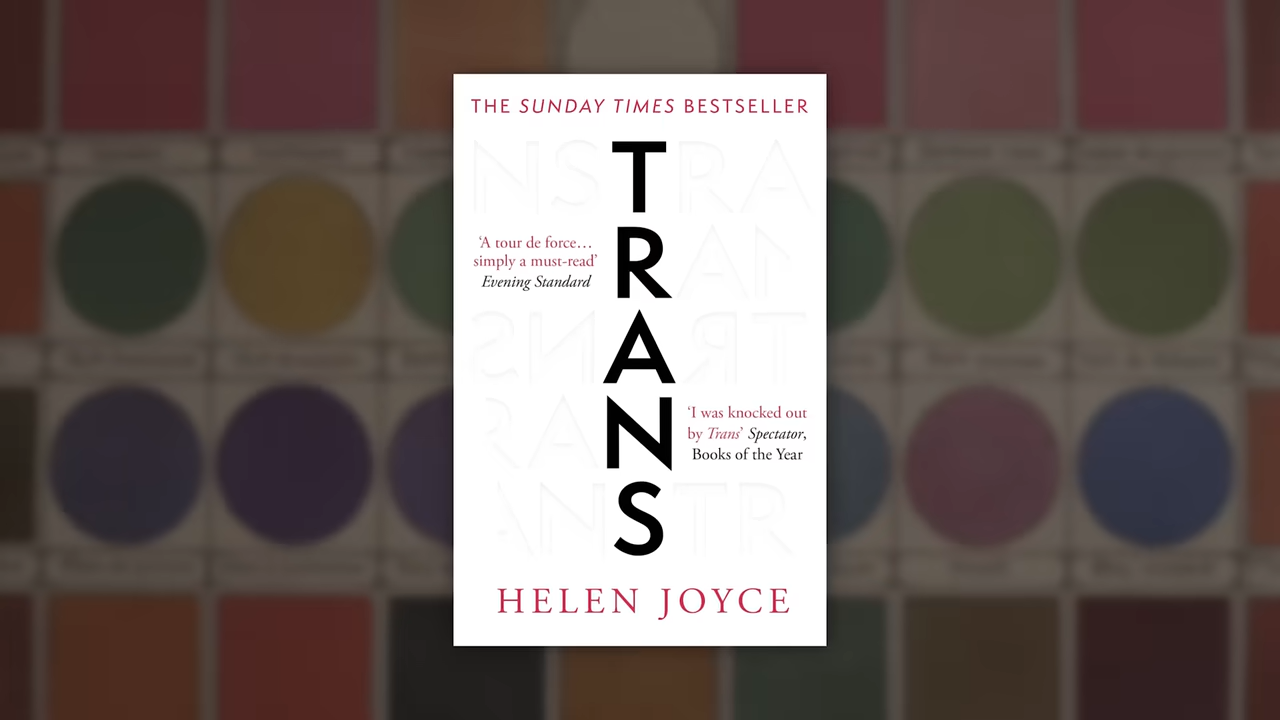 THE SUNDAY TIMES BESTSELLER
T
R
A
N
S
‘A tour de force…
simply a must-read’
Evening Standard
‘I was knocked out
by Trans’ Spectator,
Books of the Year
HELEN JOYCE